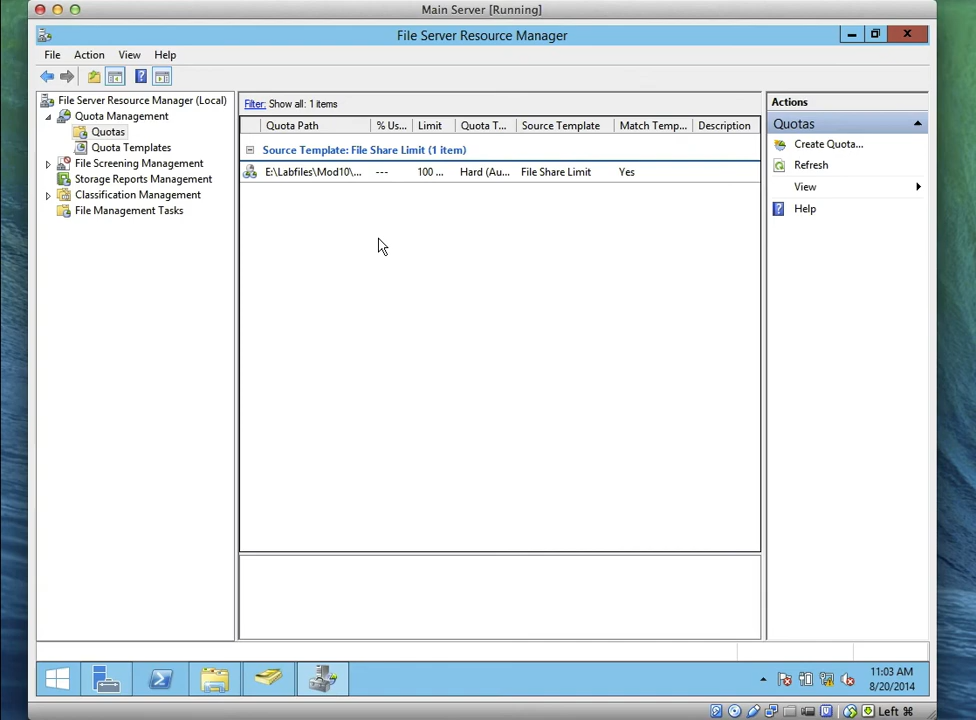 Main Server [Running]
File Server Resource Manager
File Action View Help
File Server Resource Manager (Local)
Quota Management
Quotas
Quota Templates
File Screening Management
Storage Reports Management
Classification Management
File Management Tasks
Filter: Show all: 1 items
Quota Path % Us... Limit Quota T... Source Template Match Temp... Description
Source Template: File Share Limit (1 item)
E:\Labfiles\Mod10\... --- 100 ... Hard (Au... File Share Limit Yes
Actions
Quotas
Create Quota...
Refresh
View
Help
11:03 AM
8/20/2014
Left ⌘